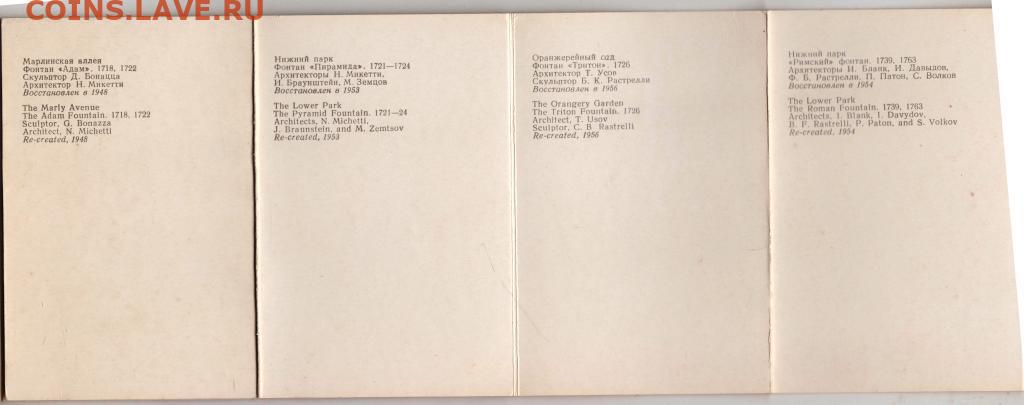 COINS.LAVE.RU
Марлинская аллея
Фонтан «Адам». 1718, 1722
Скульптор Д. Бонацца
Архитектор Н. Микетти
Восстановлен в 1948
The Marly Avenue
The Adam Fountain. 1718, 1722
Sculptor, G. Bonazza
Architect, N. Michetti
Re-created, 1948
Нижний парк
Фонтан «Пирамида». 1721—1724
Архитекторы Н. Микетти,
И. Браунштейн, М. Земцов
Восстановлен в 1953
The Lower Park
The Pyramid Fountain. 1721—24
Architects, N. Michetti,
J. Braunstein, and M. Zemtsov
Re-created, 1953
Оранжерейный сад
Фонтан «Тритон». 1726
Архитектор Т. Усов
Скульптор Б. К. Растрелли
Восстановлен в 1956
The Orangery Garden
The Triton Fountain. 1726
Architect, T. Usov
Sculptor, C. B. Rastrelli
Re-created, 1956
Нижний парк
«Римский» фонтан. 1739, 1763
Архитекторы И. Бланк, И. Давыдов,
Ф. Б. Растрелли, П. Патон, С. Волков
Восстановлен в 1954
The Lower Park
The Roman Fountain. 1739, 1763
Architects, I. Blank, I. Davydov,
B. F. Rastrelli, P. Paton, and S. Volkov
Re-created, 1954